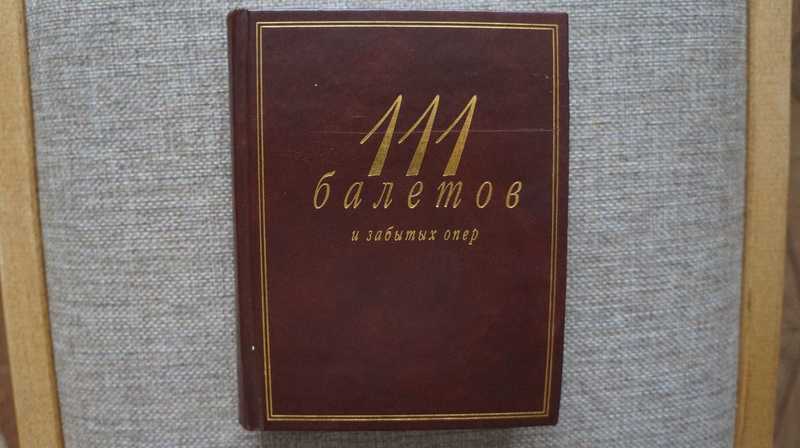 111
балетов
и забытых опер